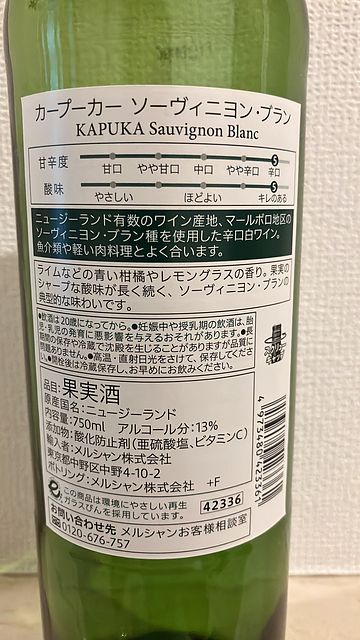 カープーカー ソーヴィニヨン・ブラン
KAPUKA Sauvignon Blanc
甘辛度
甘口 やや甘口 中口 やや辛口 辛口
酸味
やさしい ほどよい キレのある
ニュージーランド有数のワイン産地、マールボロ地区の
ソーヴィニヨン・ブラン種を使用した辛口白ワイン。
魚介類や軽い肉料理とよく合います。
ライムなどの青い柑橘やレモングラスの香り。果実の
シャープな酸味が長く続く、ソーヴィニヨン・ブランの
典型的な味わいです。
●飲酒は20歳になってから。●妊娠中や授乳期の飲酒は、胎
児・乳児の発育に悪影響を与えるおそれがあります。●長
期間の保存や冷蔵で沈殿を生じることがありますが品質に
問題ありません。●高温・直射日光をさけて、保存してくださ
い。●開栓後は冷蔵保存し、お早めにお飲みください。
品目:果実酒
原産国名:ニュージーランド
内容量:750ml アルコール分:13%
添加物:酸化防止剤(亜硫酸塩、ビタミンC)
輸入者:メルシャン株式会社
東京都中野区中野4-10-2
ボトリング:メルシャン株式会社 +F
この商品は環境にやさしい再生
ガラスびんを採用しています。
42336
お問い合わせ先 メルシャンお客様相談室
0120-676-757
4973480423361